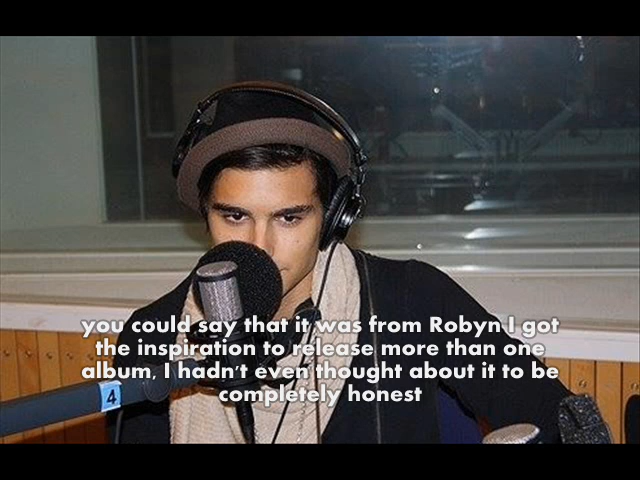 you could say that it was from Robyn I got
the inspiration to release more than one
album, I hadn't even thought about it to be
completely honest
4